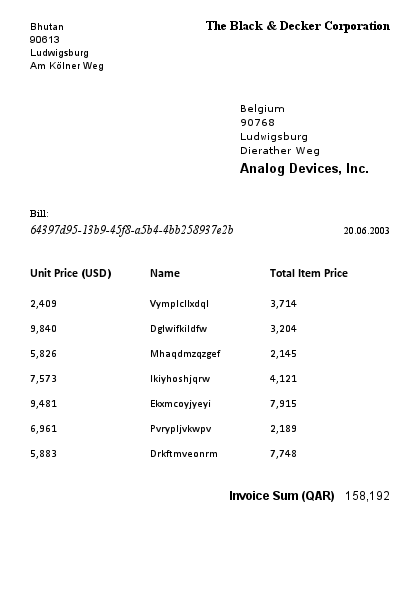 Bhutan
90613
Ludwigsburg
Am Kölner Weg
The Black & Decker Corporation
Belgium
90768
Ludwigsburg
Dierather Weg
Analog Devices, Inc.
Bill:
64397d95-13b9-45f8-a5b4-4bb258937e2b
20.06.2003
Unit Price (USD) Name Total Item Price
2,409 Vymplcllxdql 3,714
9,840 Dglwifkildfw 3,204
5,826 Mhaqdmzqzgef 2,145
7,573 Ikiyhoshjqrw 4,121
9,481 Ekxmcoyjyeyi 7,915
6,961 Pvrypljvkwpv 2,189
5,883 Drkftmveonrm 7,748
Invoice Sum (QAR) 158,192